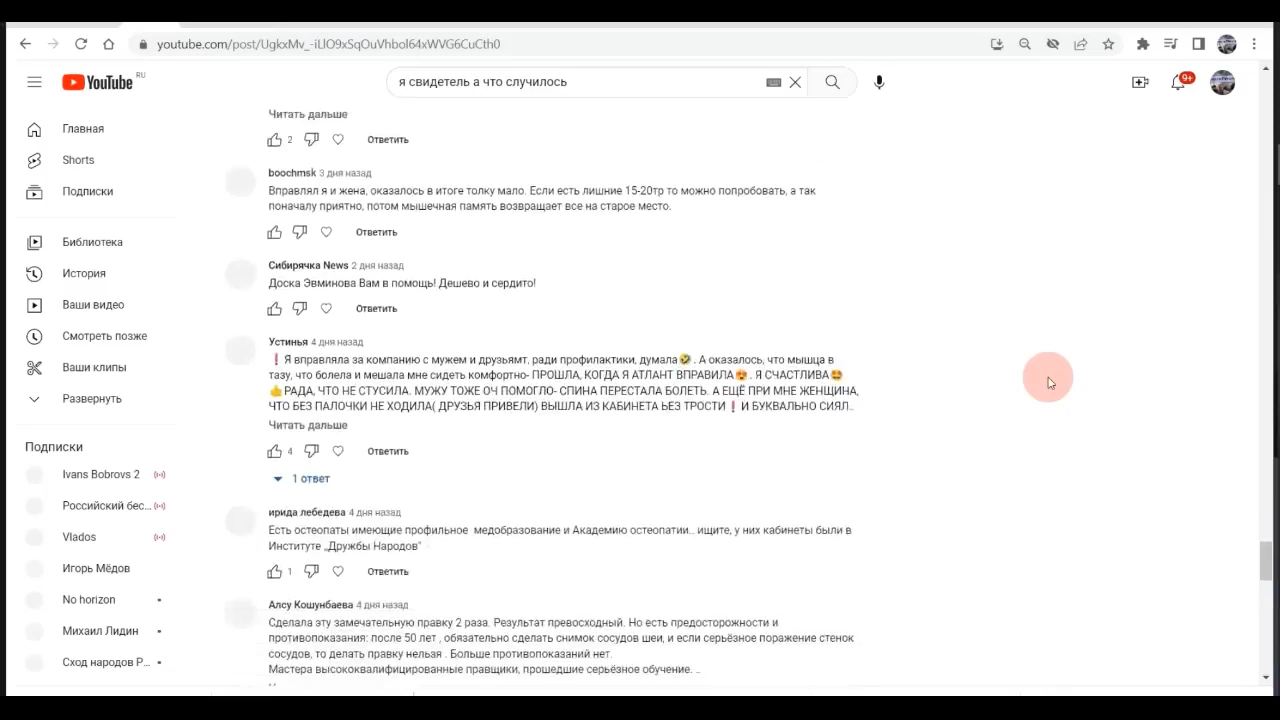 youtube.com/post/UgkxMv_-iLlO9xSqOuVhbol64xWVG6CuCth0
YouTube RU
я свидетель а что случилось
9+
Главная
Shorts
Подписки
Библиотека
История
Ваши видео
Смотреть позже
Ваши клипы
Развернуть
Подписки
Ivans Bobrovs 2
Российский бес...
Vlados
Игорь Мёдов
No horizon
Михаил Лидин
Сход народов Р...
Читать дальше
2 Ответить
boochmsk 3 дня назад
Вправлял я и жена, оказалось в итоге толку мало. Если есть лишние 15-20тр то можно попробовать, а так
поначалу приятно, потом мышечная память возвращает все на старое место.
Ответить
Сибирячка News 2 дня назад
Доска Эвминова Вам в помощь! Дешево и сердито!
Ответить
Устинья 4 дня назад
❗Я вправляла за компанию с мужем и друзьямт, ради профилактики, думала🤣. А оказалось, что мышца в
тазу, что болела и мешала мне сидеть комфортно- ПРОШЛА, КОГДА Я АТЛАНТ ВПРАВИЛА😍. Я СЧАСТЛИВА🤩
👍РАДА, ЧТО НЕ СТУСИЛА. МУЖУ ТОЖЕ ОЧ ПОМОГЛО- СПИНА ПЕРЕСТАЛА БОЛЕТЬ. А ЕЩЁ ПРИ МНЕ ЖЕНЩИНА,
ЧТО БЕЗ ПАЛОЧКИ НЕ ХОДИЛА( ДРУЗЬЯ ПРИВЕЛИ) ВЫШЛА ИЗ КАБИНЕТА ЬЕЗ ТРОСТИ❗И БУКВАЛЬНО СИЯЛ..
Читать дальше
4 Ответить
1 ответ
ирида лебедева 4 дня назад
Есть остеопаты имеющие профильное медобразование и Академию остеопатии... ищите, у них кабинеты были в
Институте „Дружбы Народов"
1 Ответить
Алсу Кошунбаева 4 дня назад
Сделала эту замечательную правку 2 раза. Результат превосходный. Но есть предосторожности и
противопоказания: после 50 лет , обязательно сделать снимок сосудов шеи, и если серьёзное поражение стенок
сосудов, то делать правку нельзя . Больше противопоказаний нет.
Мастера высококвалифицированные правщики, прошедшие серьёзное обучение. ..